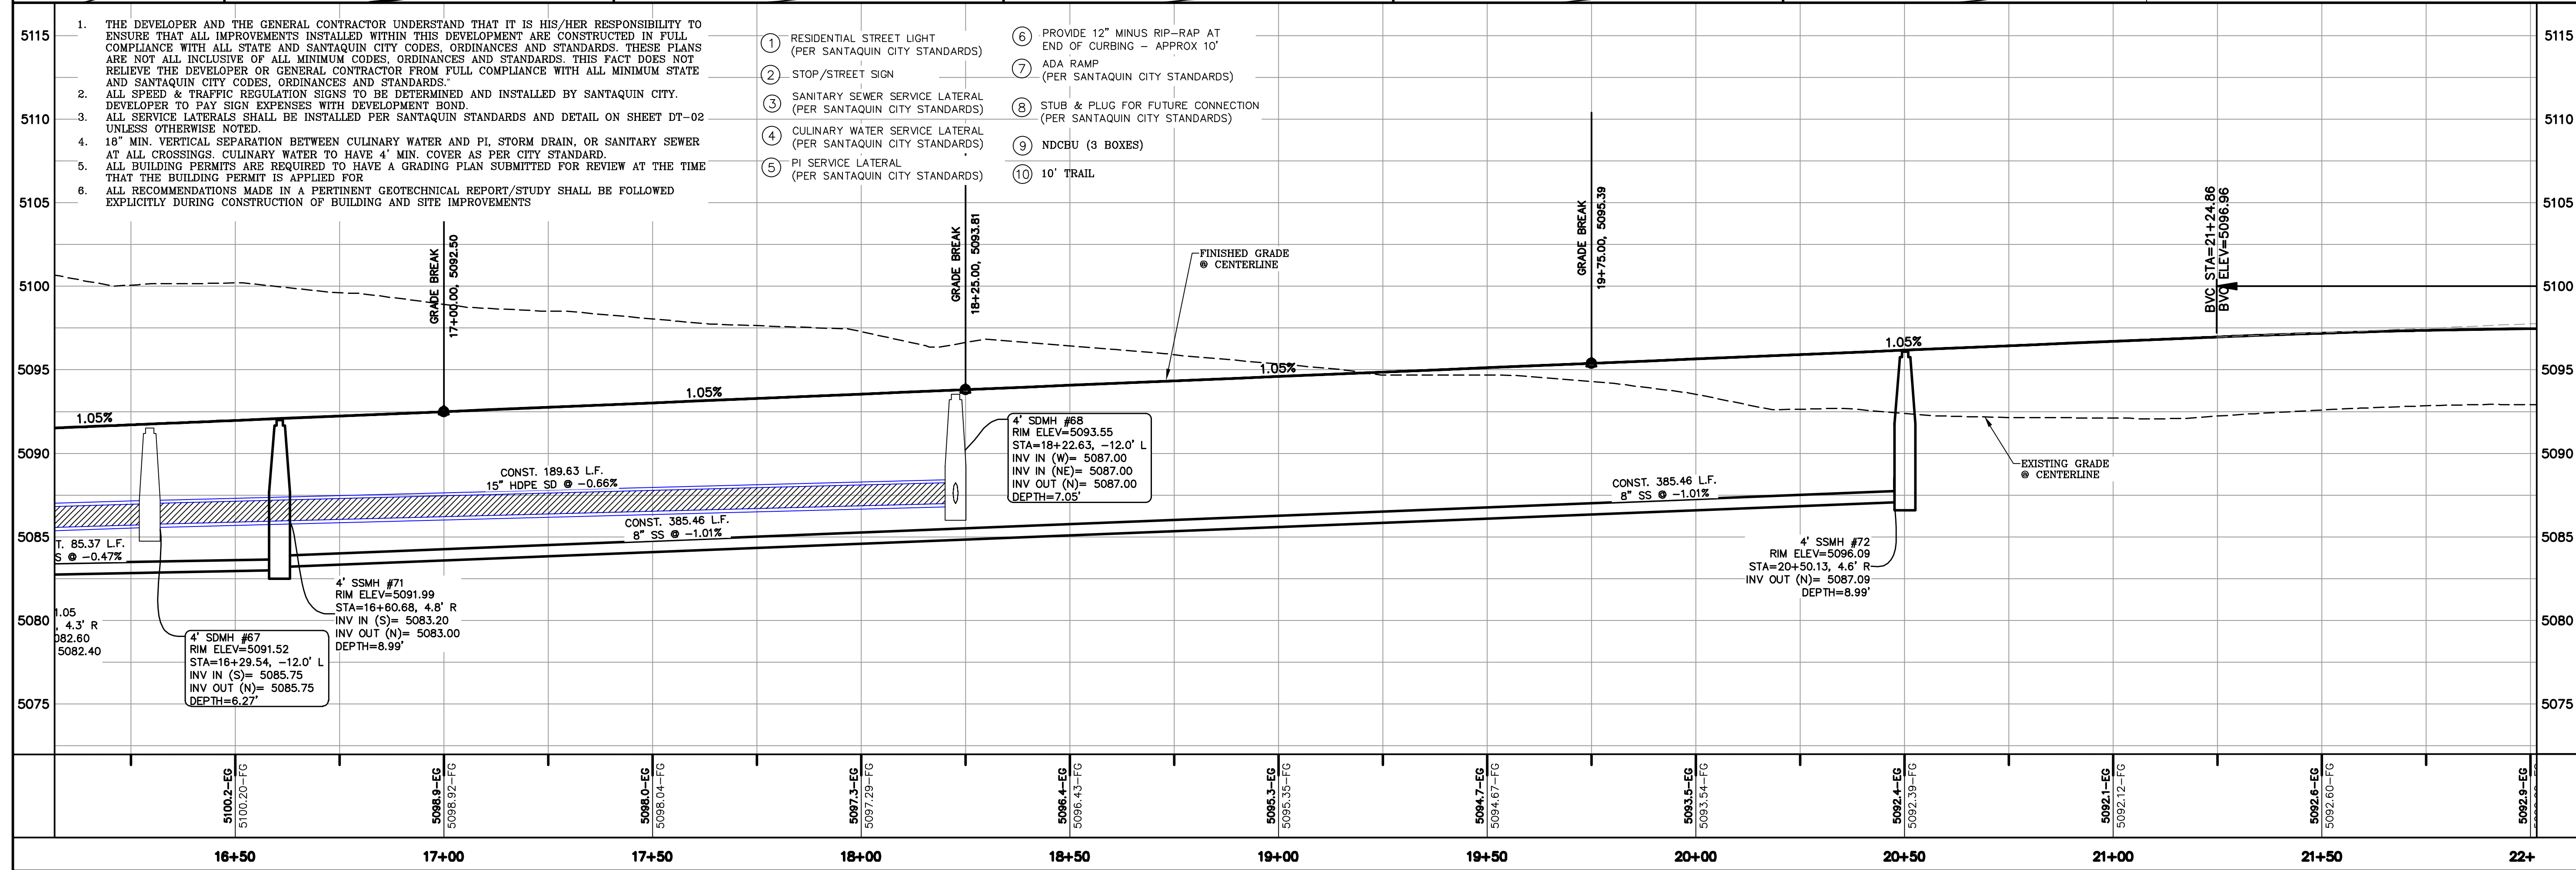 1. THE DEVELOPER AND THE GENERAL CONTRACTOR UNDERSTAND THAT IT IS HIS/HER RESPONSIBILITY TO
ENSURE THAT ALL IMPROVEMENTS INSTALLED WITHIN THIS DEVELOPMENT ARE CONSTRUCTED IN FULL
COMPLIANCE WITH ALL STATE AND SANTAQUIN CITY CODES, ORDINANCES AND STANDARDS. THESE PLANS
ARE NOT ALL INCLUSIVE OF ALL MINIMUM CODES, ORDINANCES AND STANDARDS. THIS FACT DOES NOT
RELIEVE THE DEVELOPER OR GENERAL CONTRACTOR FROM FULL COMPLIANCE WITH ALL MINIMUM STATE
AND SANTAQUIN CITY CODES, ORDINANCES AND STANDARDS."
2. ALL SPEED & TRAFFIC REGULATION SIGNS TO BE DETERMINED AND INSTALLED BY SANTAQUIN CITY.
DEVELOPER TO PAY SIGN EXPENSES WITH DEVELOPMENT BOND.
3. ALL SERVICE LATERALS SHALL BE INSTALLED PER SANTAQUIN STANDARDS AND DETAIL ON SHEET DT-02
UNLESS OTHERWISE NOTED.
4. 18" MIN. VERTICAL SEPARATION BETWEEN CULINARY WATER AND PI, STORM DRAIN, OR SANITARY SEWER
AT ALL CROSSINGS. CULINARY WATER TO HAVE 4' MIN. COVER AS PER CITY STANDARD.
5. ALL BUILDING PERMITS ARE REQUIRED TO HAVE A GRADING PLAN SUBMITTED FOR REVIEW AT THE TIME
THAT THE BUILDING PERMIT IS APPLIED FOR
6. ALL RECOMMENDATIONS MADE IN A PERTINENT GEOTECHNICAL REPORT/STUDY SHALL BE FOLLOWED
EXPLICITLY DURING CONSTRUCTION OF BUILDING AND SITE IMPROVEMENTS
1 RESIDENTIAL STREET LIGHT
(PER SANTAQUIN CITY STANDARDS)
2 STOP/STREET SIGN
3 SANITARY SEWER SERVICE LATERAL
(PER SANTAQUIN CITY STANDARDS)
4 CULINARY WATER SERVICE LATERAL
(PER SANTAQUIN CITY STANDARDS)
5 PI SERVICE LATERAL
(PER SANTAQUIN CITY STANDARDS)
6 PROVIDE 12" MINUS RIP-RAP AT
END OF CURBING – APPROX 10'
7 ADA RAMP
(PER SANTAQUIN CITY STANDARDS)
8 STUB & PLUG FOR FUTURE CONNECTION
(PER SANTAQUIN CITY STANDARDS)
9 NDCBU (3 BOXES)
10 10' TRAIL
5115
5110
5105
5100
5095
5090
5085
5080
5075
5115
5110
5105
5100
5095
5090
5085
5080
5075
GRADE BREAK
17+00.00, 5092.50
GRADE BREAK
18+25.00, 5093.81
GRADE BREAK
19+75.00, 5095.39
BVC STA=21+24.86
BVC ELEV=5096.96
FINISHED GRADE
@ CENTERLINE
EXISTING GRADE
@ CENTERLINE
1.05%
1.05%
1.05%
1.05%
CONST. 189.63 L.F.
15" HDPE SD @ -0.66%
CONST. 385.46 L.F.
8" SS @ -1.01%
CONST. 385.46 L.F.
8" SS @ -1.01%
T. 85.37 L.F.
S @ -0.47%
4' SDMH #68
RIM ELEV=5093.55
STA=18+22.63, -12.0' L
INV IN (W)= 5087.00
INV IN (NE)= 5087.00
INV OUT (N)= 5087.00
DEPTH=7.05'
4' SSMH #72
RIM ELEV=5096.09
STA=20+50.13, 4.6' R
INV OUT (N)= 5087.09
DEPTH=8.99'
4' SSMH #71
RIM ELEV=5091.99
STA=16+60.68, 4.8' R
INV IN (S)= 5083.20
INV OUT (N)= 5083.00
DEPTH=8.99'
4' SDMH #67
RIM ELEV=5091.52
STA=16+29.54, -12.0' L
INV IN (S)= 5085.75
INV OUT (N)= 5085.75
DEPTH=6.27'
1.05
, 4.3' R
082.60
5082.40
5100.2-EG
5100.20-FG
5098.9-EG
5098.92-FG
5098.0-EG
5098.04-FG
5097.3-EG
5097.29-FG
5096.4-EG
5096.43-FG
5095.3-EG
5095.35-FG
5094.7-EG
5094.67-FG
5093.5-EG
5093.54-FG
5092.4-EG
5092.39-FG
5092.1-EG
5092.12-FG
5092.6-EG
5092.60-FG
5092.9-EG
16+50
17+00
17+50
18+00
18+50
19+00
19+50
20+00
20+50
21+00
21+50
22+